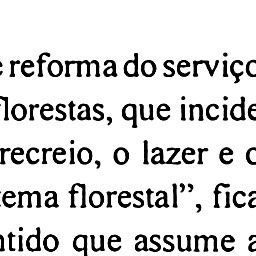 e reforma do serviço
florestas, que incide
recreio, o lazer e o
tema florestal”, fica
ntido que assume a